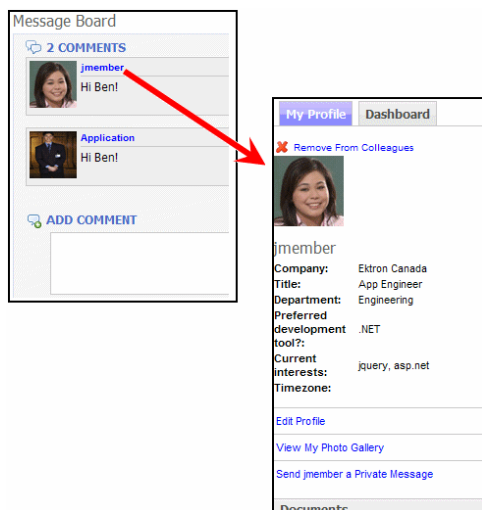 Message Board
2 COMMENTS
jmember
Hi Ben!
Application
Hi Ben!
ADD COMMENT
My Profile Dashboard
Remove From Colleagues
jmember
Company: Ektron Canada
Title: App Engineer
Department: Engineering
Preferred
development .NET
tool?:
Current
interests: jquery, asp.net
Timezone:
Edit Profile
View My Photo Gallery
Send jmember a Private Message
Documents